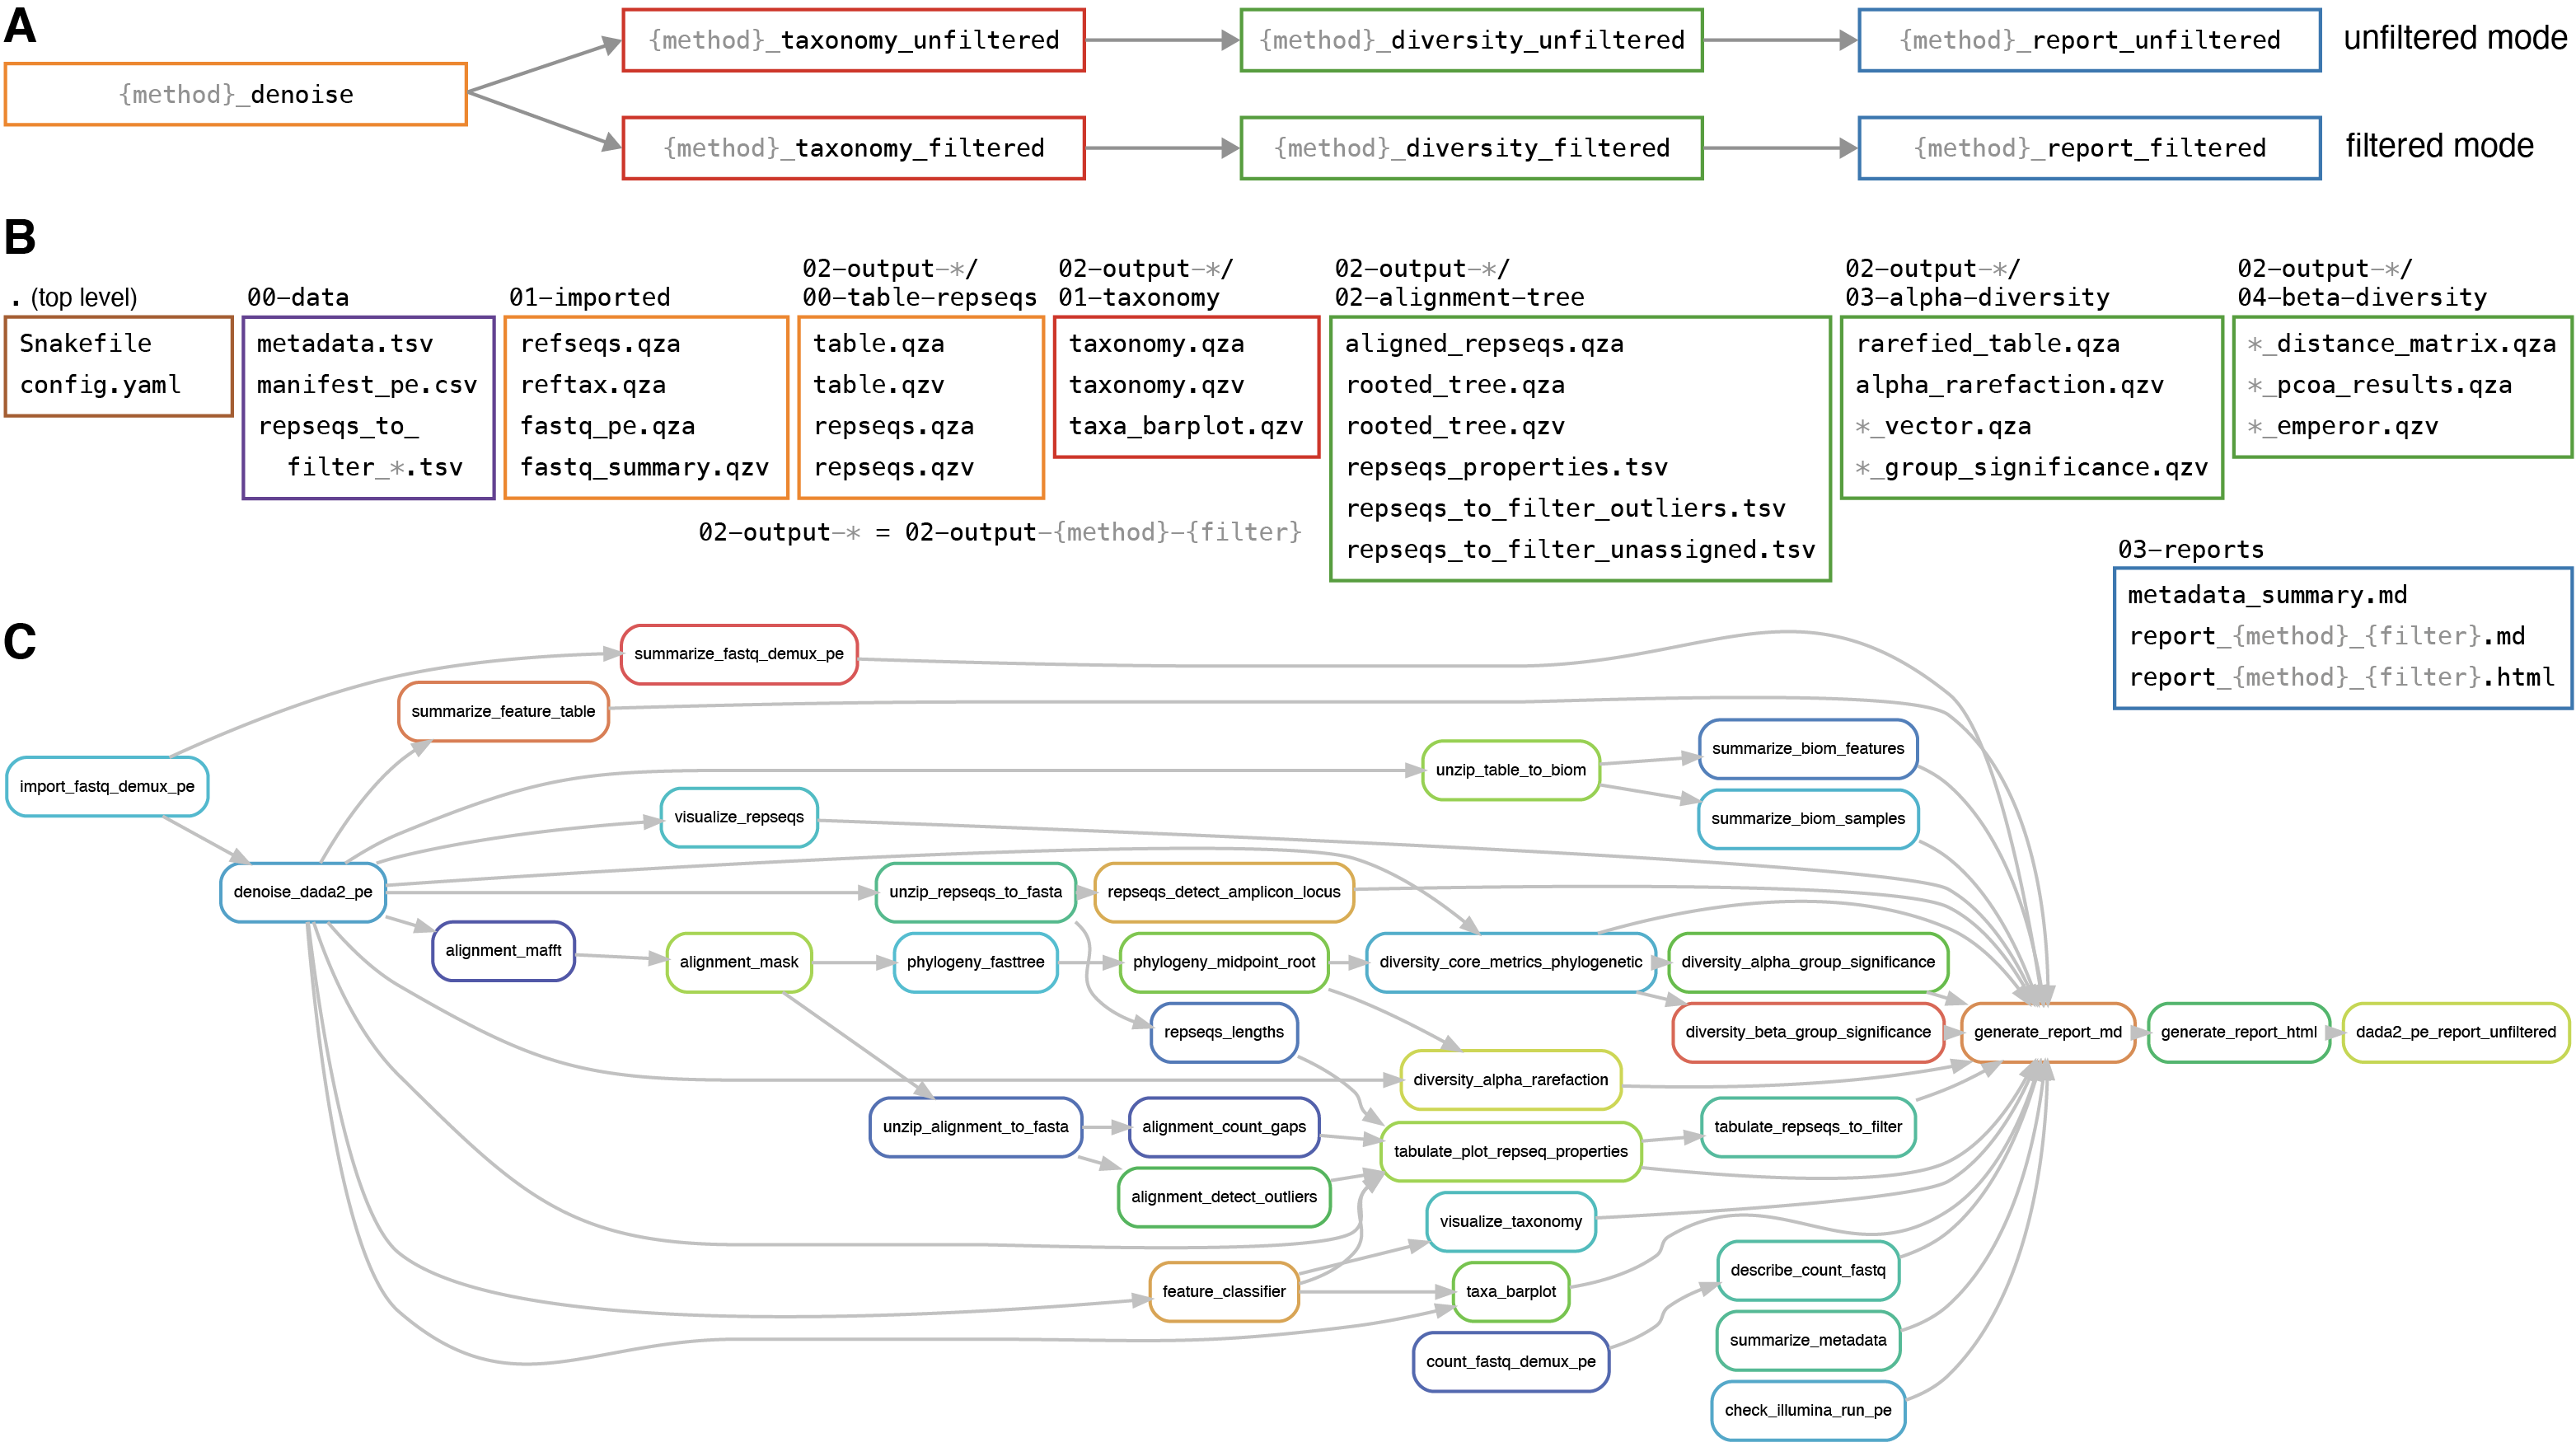 A
{method}_denoise
{method}_taxonomy_unfiltered
{method}_diversity_unfiltered
{method}_report_unfiltered
unfiltered mode
{method}_taxonomy_filtered
{method}_diversity_filtered
{method}_report_filtered
filtered mode
B
. (top level)
Snakefile
config.yaml
00-data
metadata.tsv
manifest_pe.csv
repseqs_to_
filter_*.tsv
01-imported
refseqs.qza
reftax.qza
fastq_pe.qza
fastq_summary.qzv
02-output-*/
00-table-repseqs
table.qza
table.qzv
repseqs.qza
repseqs.qzv
02-output-*/
01-taxonomy
taxonomy.qza
taxonomy.qzv
taxa_barplot.qzv
02-output-*/
02-alignment-tree
aligned_repseqs.qza
rooted_tree.qza
rooted_tree.qzv
repseqs_properties.tsv
repseqs_to_filter_outliers.tsv
repseqs_to_filter_unassigned.tsv
02-output-*/
03-alpha-diversity
rarefied_table.qza
alpha_rarefaction.qzv
*_vector.qza
*_group_significance.qzv
02-output-*/
04-beta-diversity
*_distance_matrix.qza
*_pcoa_results.qza
*_emperor.qzv
02-output-* = 02-output-{method}-{filter}
03-reports
metadata_summary.md
report_{method}_{filter}.md
report_{method}_{filter}.html
C
summarize_fastq_demux_pe
summarize_feature_table
import_fastq_demux_pe
unzip_table_to_biom
summarize_biom_features
summarize_biom_samples
visualize_repseqs
denoise_dada2_pe
unzip_repseqs_to_fasta
repseqs_detect_amplicon_locus
alignment_mafft
alignment_mask
phylogeny_fasttree
phylogeny_midpoint_root
diversity_core_metrics_phylogenetic
diversity_alpha_group_significance
repseqs_lengths
diversity_beta_group_significance
generate_report_md
generate_report_html
dada2_pe_report_unfiltered
diversity_alpha_rarefaction
unzip_alignment_to_fasta
alignment_count_gaps
tabulate_plot_repseq_properties
tabulate_repseqs_to_filter
alignment_detect_outliers
visualize_taxonomy
feature_classifier
taxa_barplot
describe_count_fastq
count_fastq_demux_pe
summarize_metadata
check_illumina_run_pe